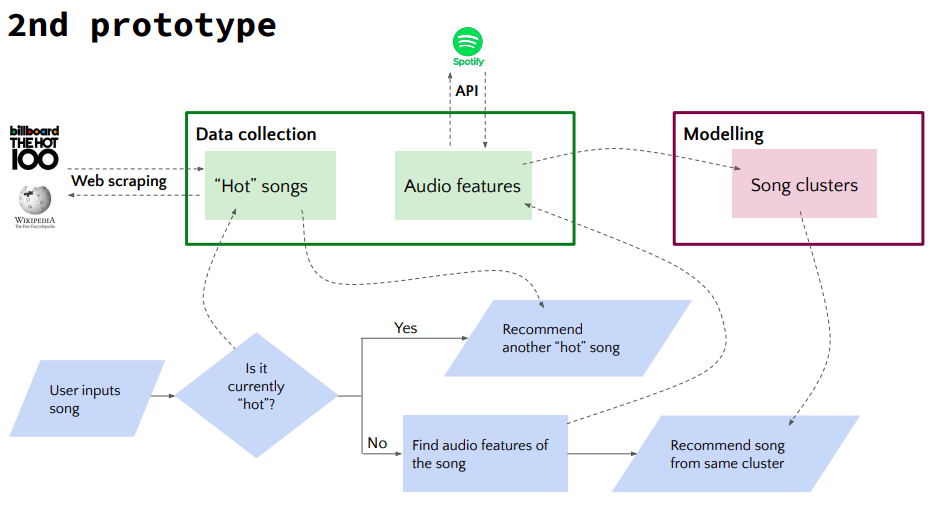 2nd prototype
Spotify
API
billboard
THE HOT
100
Web scraping
WIKIPEDIA
The Free Encyclopedia
Data collection
"Hot" songs
Audio features
Modelling
Song clusters
User inputs
song
Is it
currently
"hot"?
Yes
Recommend
another "hot" song
No
Find audio features of
the song
Recommend song
from same cluster